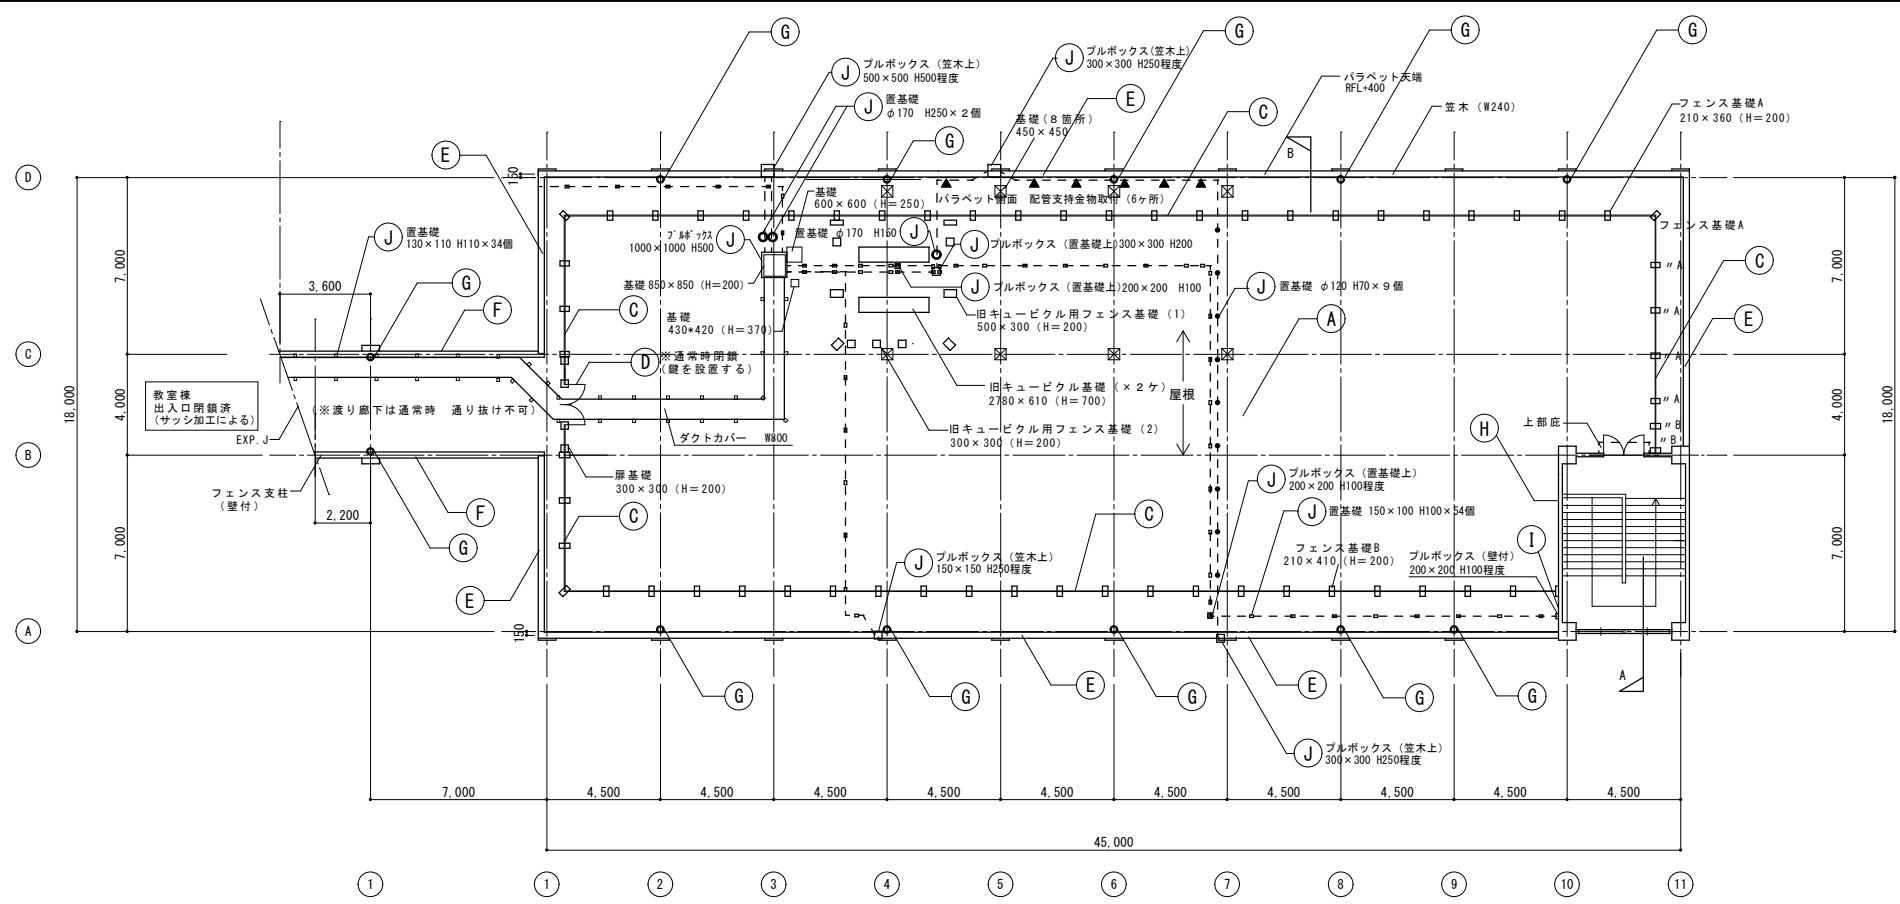 G
G
G
G
J
プルボックス（笠木上）
500×500 H500程度
J
プルボックス(笠木上)
300×300 H250程度
J
置基礎
φ170 H250×２個
E
C
パラペット天端
RFL+400
笠木（W240）
フェンス基礎A
210×360（H=200）
基礎(８箇所)
450×450
G
E
B
D
150
基礎
600×600（H=250）
パラペット側面 配管支持金物取付（6ヶ所）
フェンス基礎A
J
置基礎
130×110 H110×34個
プルボックス
1000×1000 H500
J
置基礎 φ170 H150
J
J
プルボックス（置基礎上)300×300 H200
7,000
7,000
3,600
G
F
基礎850×850（H=200）
J
プルボックス（置基礎上)200×200 H100
J
置基礎 φ120 H70×９個
〃A
C
C
基礎
430*420（H=370）
旧キュービクル用フェンス基礎（1）
500×300（H=200）
A
〃A
E
C
D
※通常時閉鎖
（鍵を設置する）
〃A
教室棟
出入口閉鎖済
（サッシ加工による）
（※渡り廊下は通常時 通り抜け不可）
旧キュービクル基礎（×２ケ）
2780×610（H=700）
屋根
〃A
18,000
4,000
4,000
18,000
EXP.J
ダクトカバー W800
旧キュービクル用フェンス基礎（2）
300×300（H=200）
H
上部庇
〃B
〃B
B
フェンス支柱
（壁付）
扉基礎
300×300（H=200）
J
プルボックス（置基礎上）
200×200 H100程度
2,200
F
C
C
J
置基礎 150×100 H100×54個
7,000
7,000
G
J
プルボックス（笠木上）
150×150 H250程度
フェンス基礎B
210×410（H=200）
プルボックス（壁付）
200×200 H100程度
I
E
A
150
A
G
G
E
G
E
G
G
J
プルボックス（笠木上）
300×300 H250程度
7,000
4,500
4,500
4,500
4,500
4,500
4,500
4,500
4,500
4,500
4,500
45,000
1
1
2
3
4
5
6
7
8
9
10
11